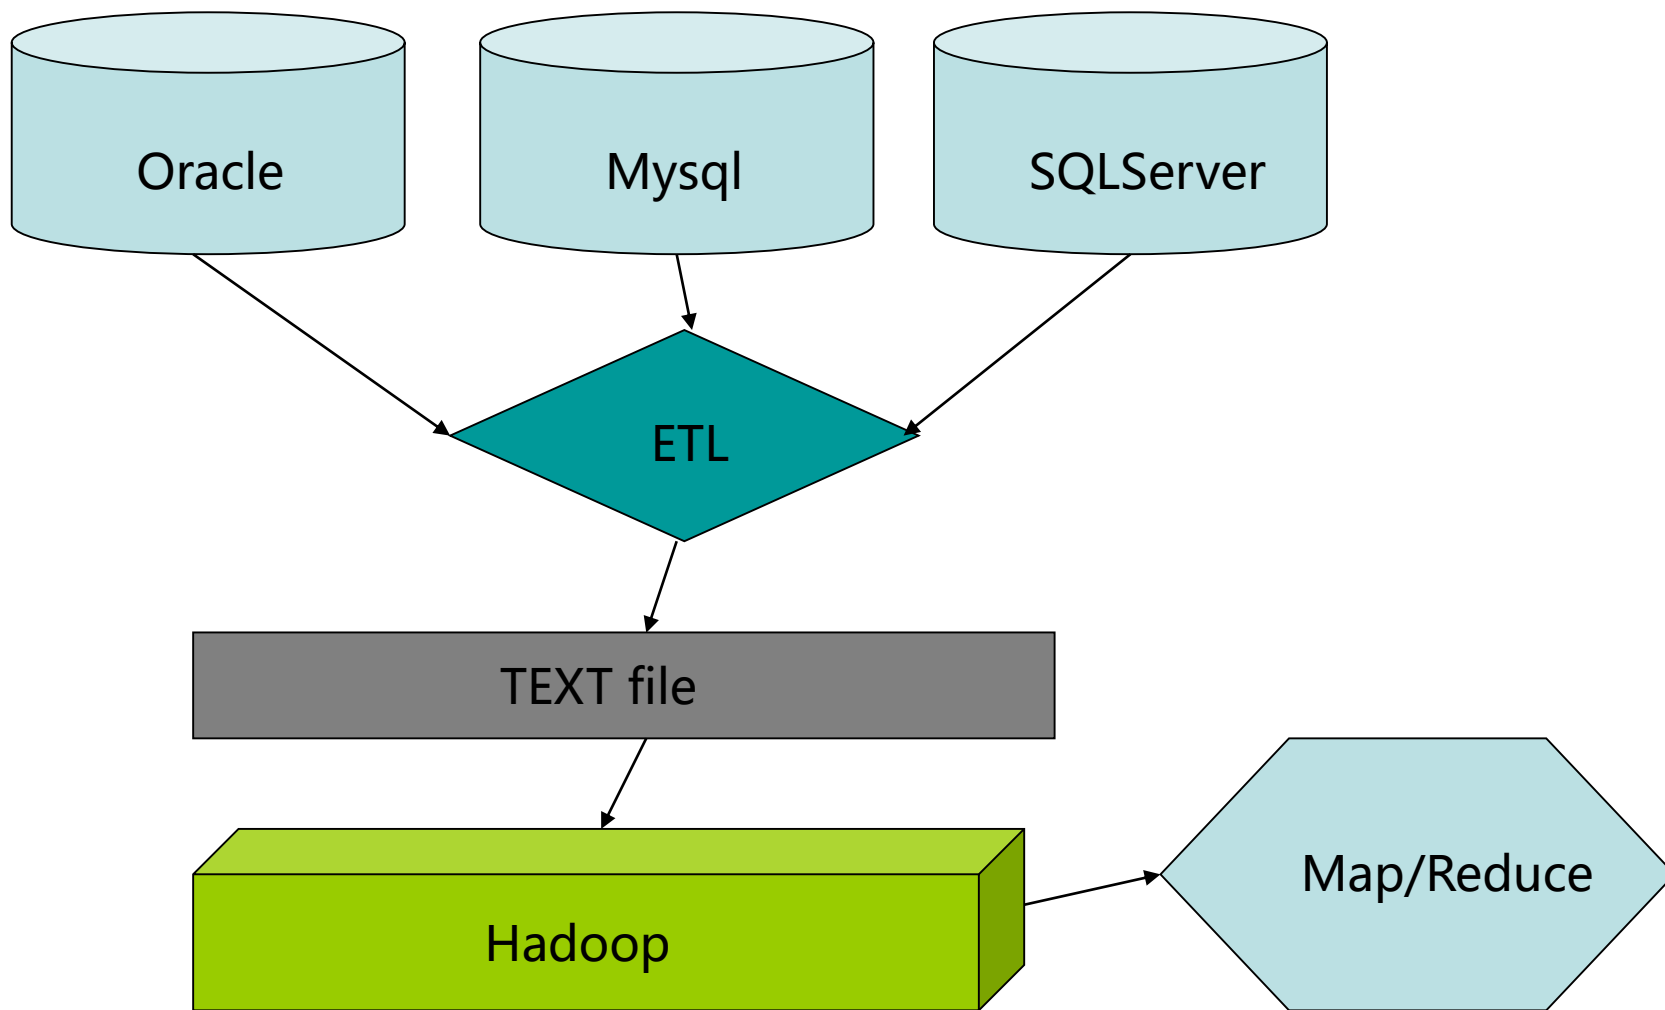 Oracle
Mysql
SQLServer
ETL
TEXT file
Hadoop
Map/Reduce